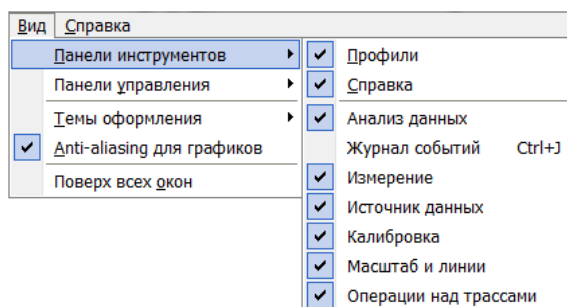 Вид Справка
Панели инструментов
Панели управления
Темы оформления
Anti-aliasing для графиков
Поверх всех окон
Профили
Справка
Анализ данных
Журнал событий Ctrl+J
Измерение
Источник данных
Калибровка
Масштаб и линии
Операции над трассами